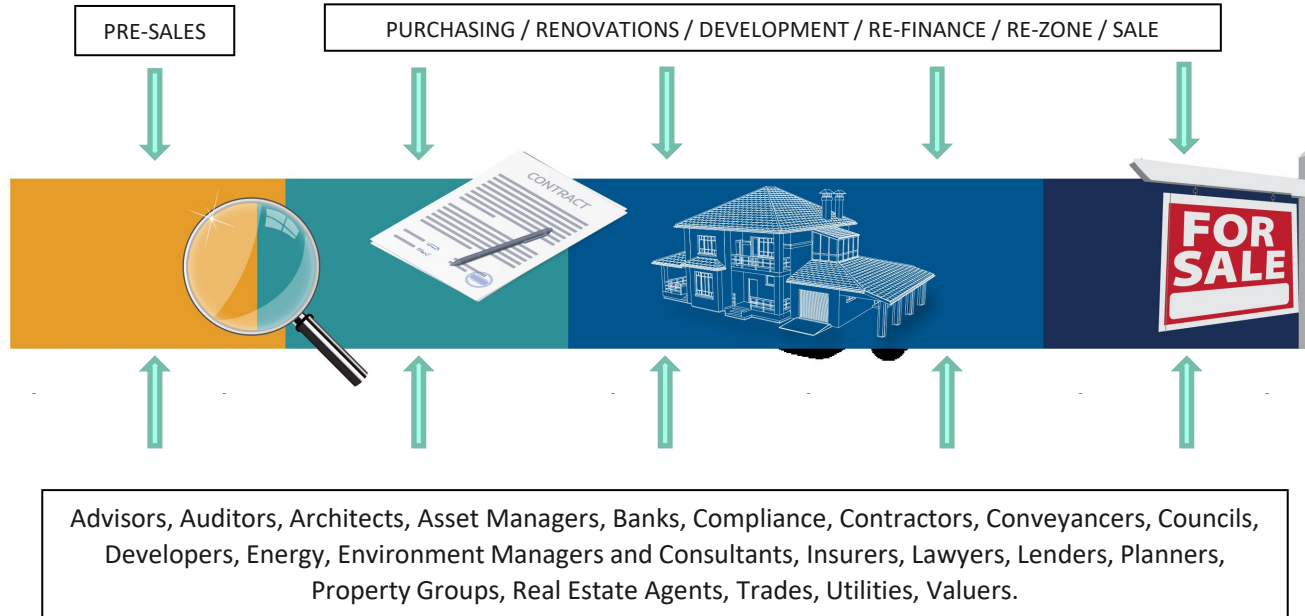 PRE-SALES
PURCHASING / RENOVATIONS / DEVELOPMENT / RE-FINANCE / RE-ZONE / SALE
CONTRACT
FOR
SALE
Advisors, Auditors, Architects, Asset Managers, Banks, Compliance, Contractors, Conveyancers, Councils,
Developers, Energy, Environment Managers and Consultants, Insurers, Lawyers, Lenders, Planners,
Property Groups, Real Estate Agents, Trades, Utilities, Valuers.